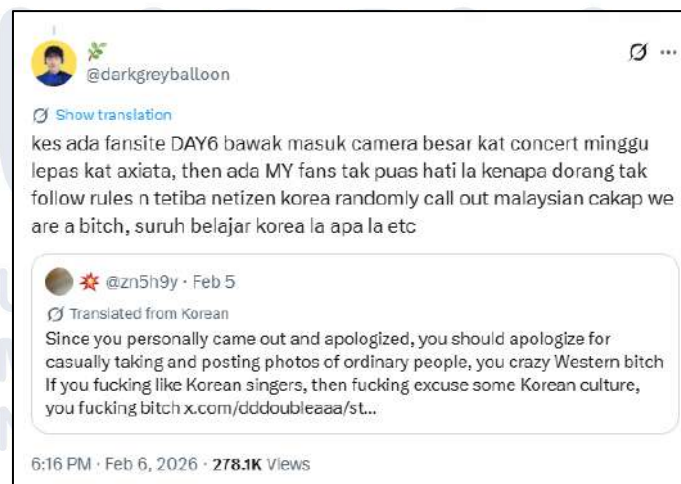 @darkgreyballoon
Show translation
kes ada fansite DAY6 bawak masuk camera besar kat concert minggu
lepas kat axiata, then ada MY fans tak puas hati la kenapa dorang tak
follow rules n tetiba netizen korea randomly call out malaysian cakap we
are a bitch, suruh belajar korea la apa la etc
@zn5h9y · Feb 5
Translated from Korean
Since you personally came out and apologized, you should apologize for
casually taking and posting photos of ordinary people, you crazy Western bitch
If you fucking like Korean singers, then fucking excuse some Korean culture,
you fucking bitch x.com/dddoubleaaa/st...
6:16 PM · Feb 6, 2026 · 278.1K Views